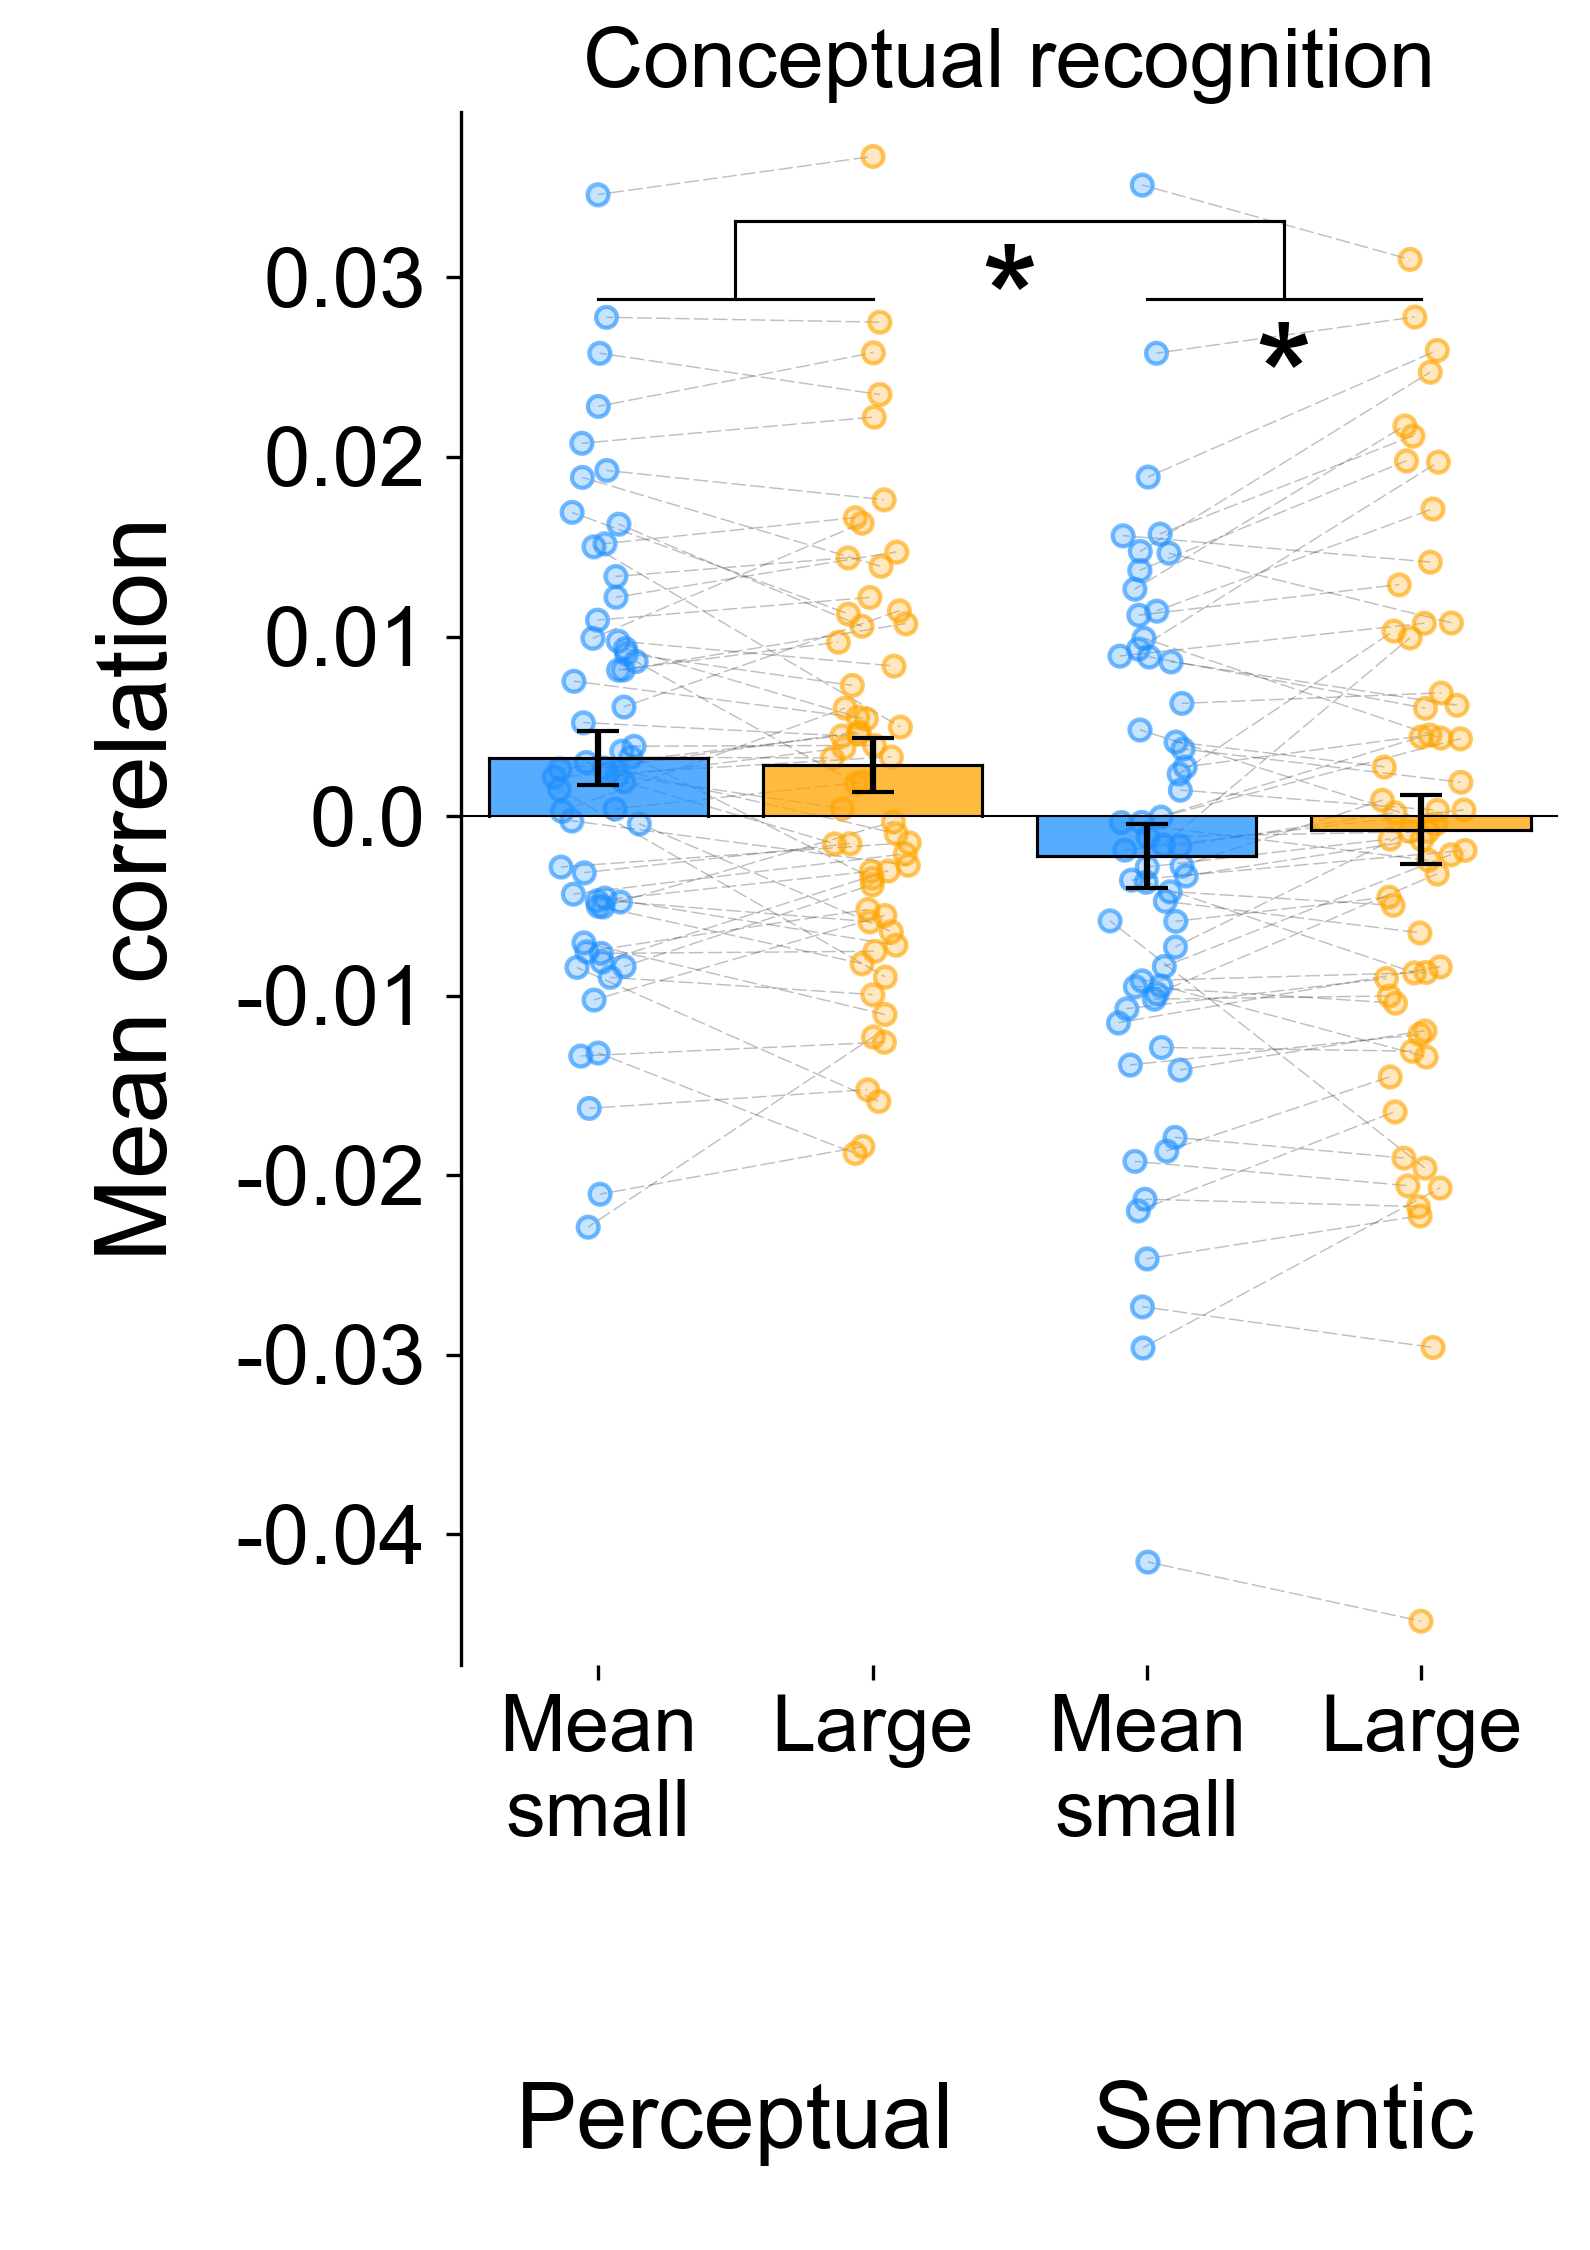 Conceptual recognition
Mean correlation
0.03
0.02
0.01
0.0
-0.01
-0.02
-0.03
-0.04
*
*
Mean small
Large
Mean small
Large
Perceptual
Semantic